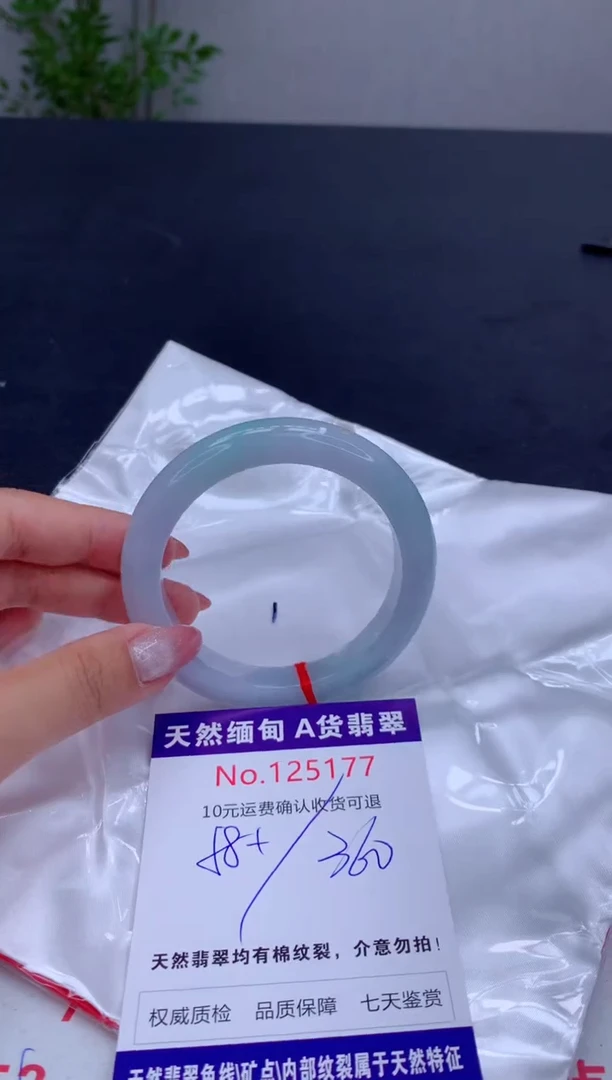 天然缅甸 A货翡翠
No.125177
10元运费确认收货可退
58+/360
天然翡翠均有棉纹裂，介意勿拍！
权威质检 品质保障 七天鉴赏
天然翡翠色线\矿点\内部纹裂属于天然特征